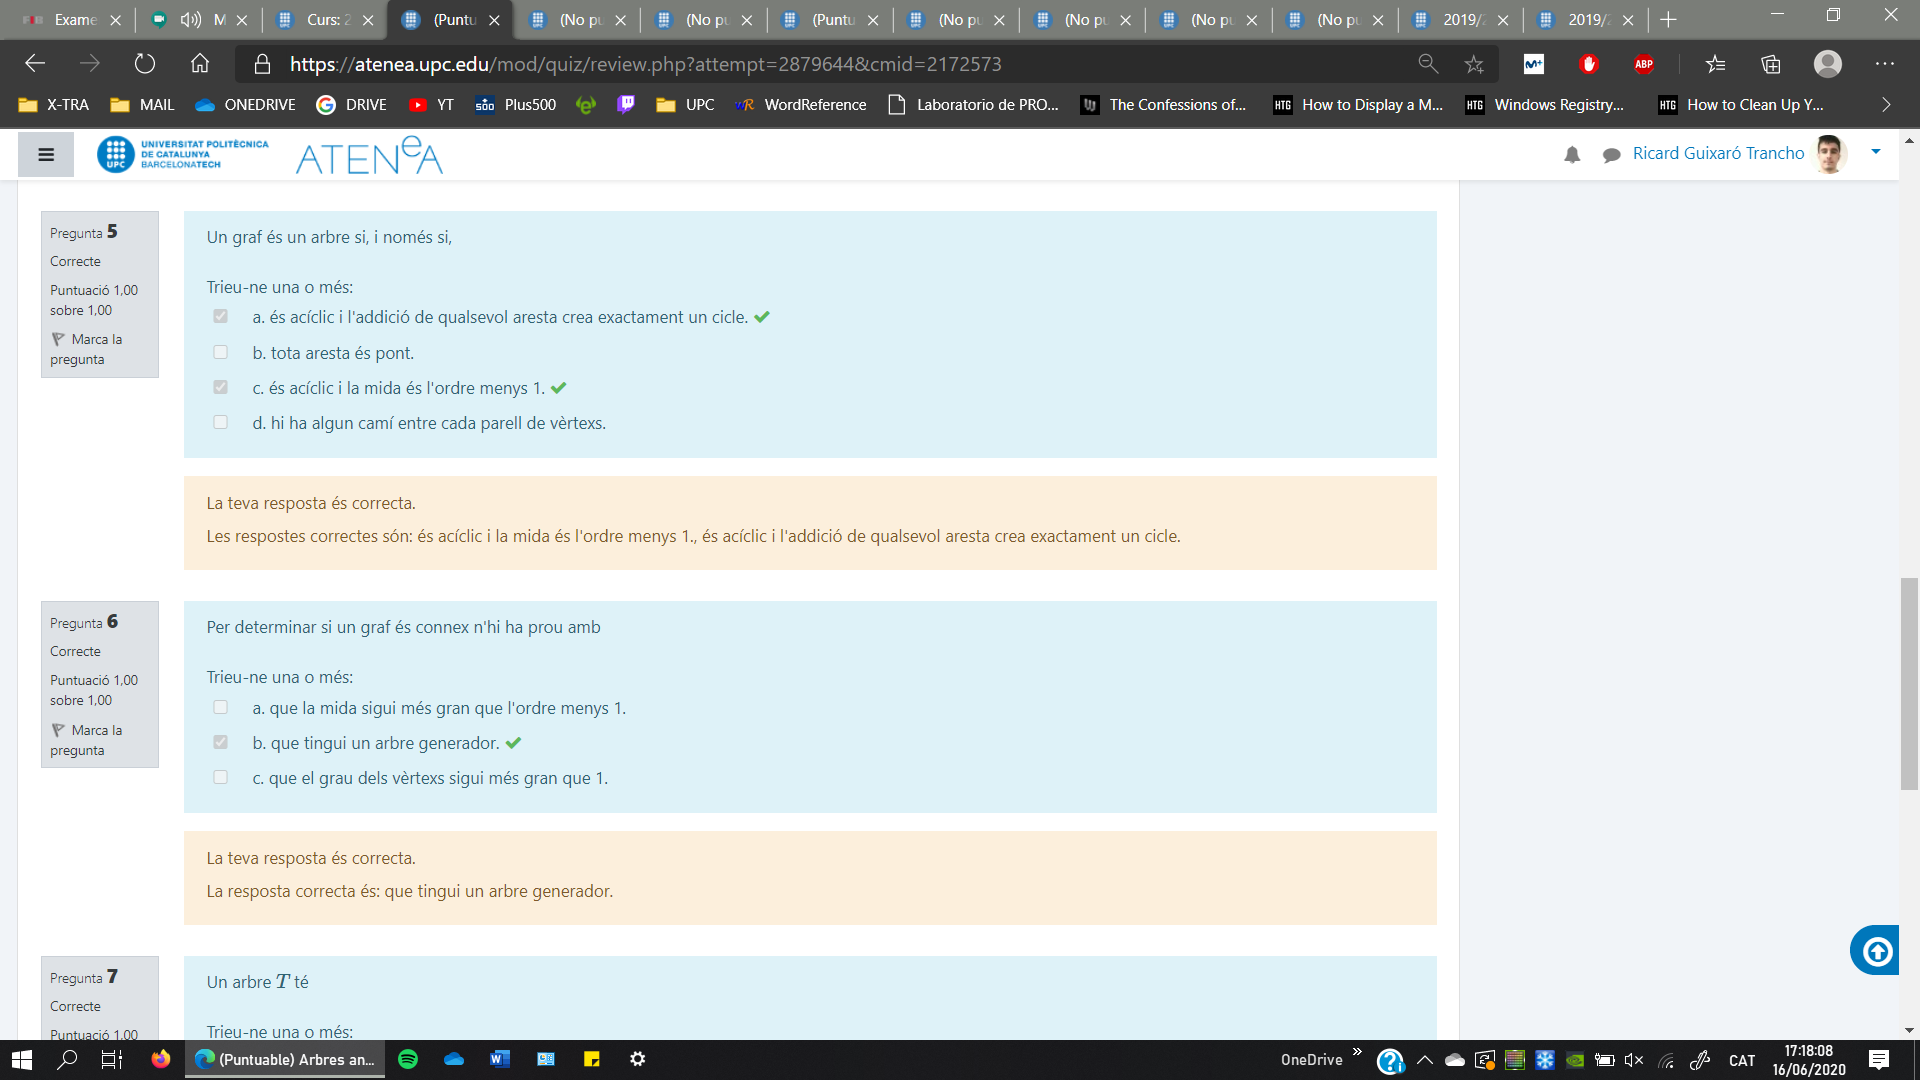 Exame
M
Curs: 2
(Puntu
(No pu
(No pu
(Puntu
(No pu
(No pu
(No pu
(No pu
2019/2
2019/2
https://atenea.upc.edu/mod/quiz/review.php?attempt=2879644&cmid=2172573
ABP
X-TRA
MAIL
ONEDRIVE
DRIVE
YT
Plus500
UPC
WordReference
Laboratorio de PRO...
The Confessions of...
HTG How to Display a M...
HTG Windows Registry...
HTG How to Clean Up Y...
UPC
UNIVERSITAT POLITÈCNICA
DE CATALUNYA
BARCELONATECH
ATENeA
Ricard Guixaró Trancho
Pregunta 5
Correcte
Puntuació 1,00
sobre 1,00
Marca la
pregunta
Un graf és un arbre si, i només si,
Trieu-ne una o més:
a. és acíclic i l'addició de qualsevol aresta crea exactament un cicle.
b. tota aresta és pont.
c. és acíclic i la mida és l'ordre menys 1.
d. hi ha algun camí entre cada parell de vèrtexs.
La teva resposta és correcta.
Les respostes correctes són: és acíclic i la mida és l'ordre menys 1., és acíclic i l'addició de qualsevol aresta crea exactament un cicle.
Pregunta 6
Correcte
Puntuació 1,00
sobre 1,00
Marca la
pregunta
Per determinar si un graf és connex n'hi ha prou amb
Trieu-ne una o més:
a. que la mida sigui més gran que l'ordre menys 1.
b. que tingui un arbre generador.
c. que el grau dels vèrtexs sigui més gran que 1.
La teva resposta és correcta.
La resposta correcta és: que tingui un arbre generador.
Pregunta 7
Correcte
Puntuació 1,00
Un arbre T té
Trieu-ne una o més:
(Puntuable) Arbres an...
OneDrive
CAT
17:18:08
16/06/2020